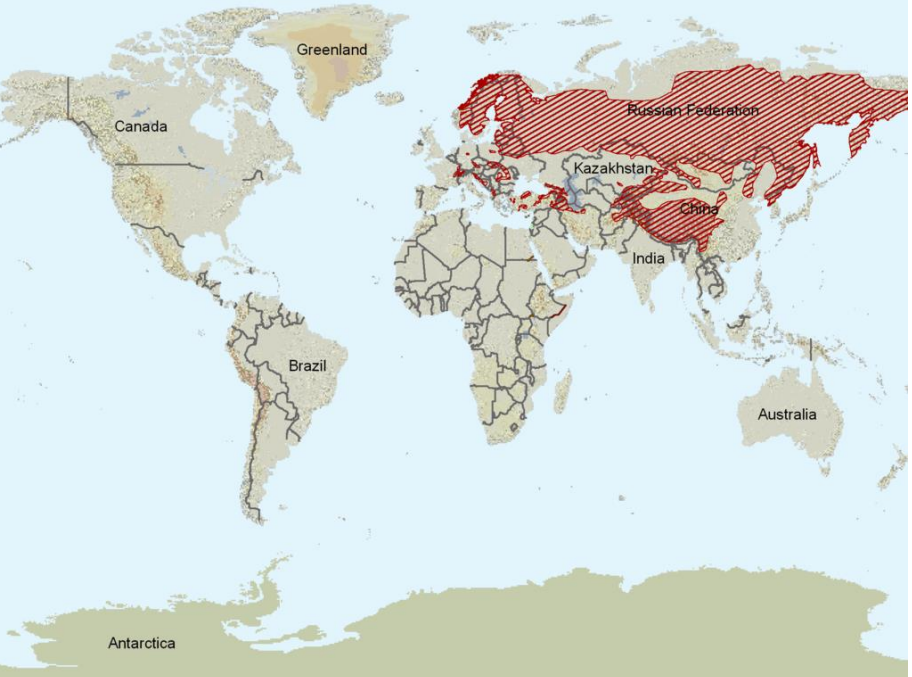 Greenland
Canada
Russian Federation
Kazakhstan
China
India
Brazil
Australia
Antarctica